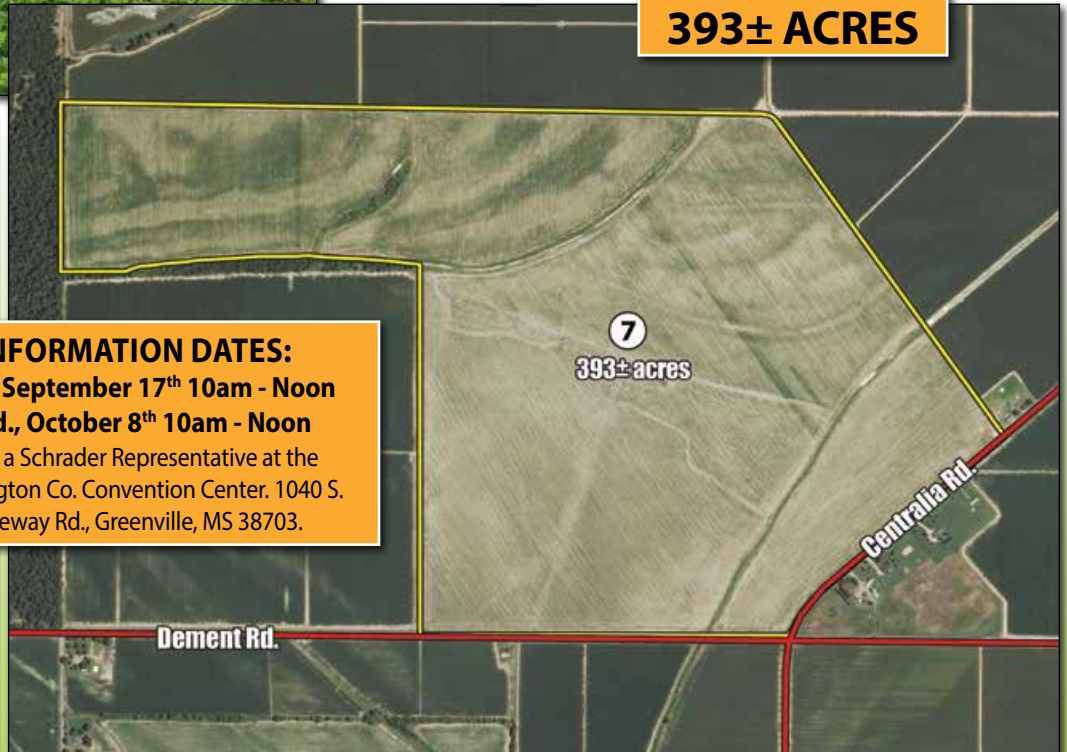 393± ACRES
7
393± acres
NFORMATION DATES:
September 17th 10am - Noon
d., October 8th 10am - Noon
a Schrader Representative at the
gton Co. Convention Center. 1040 S.
eway Rd., Greenville, MS 38703.
Centralia Rd.
Dement Rd.